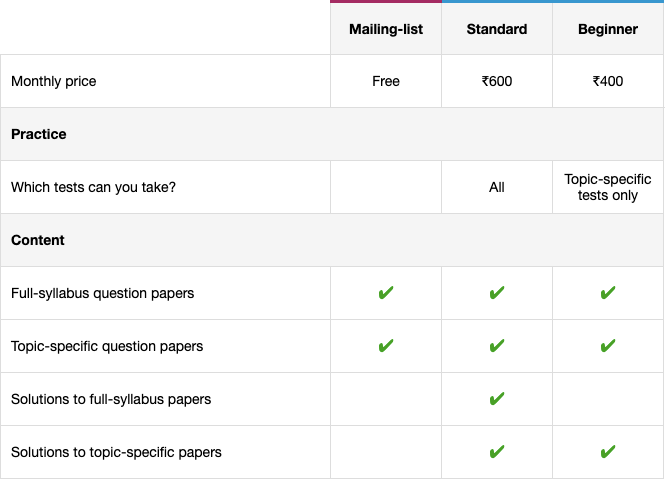 Mailing-list Standard Beginner
Monthly price Free ₹600 ₹400
Practice
Which tests can you take? All Topic-specific
tests only
Content
Full-syllabus question papers ✔ ✔ ✔
Topic-specific question papers ✔ ✔ ✔
Solutions to full-syllabus papers ✔
Solutions to topic-specific papers ✔ ✔